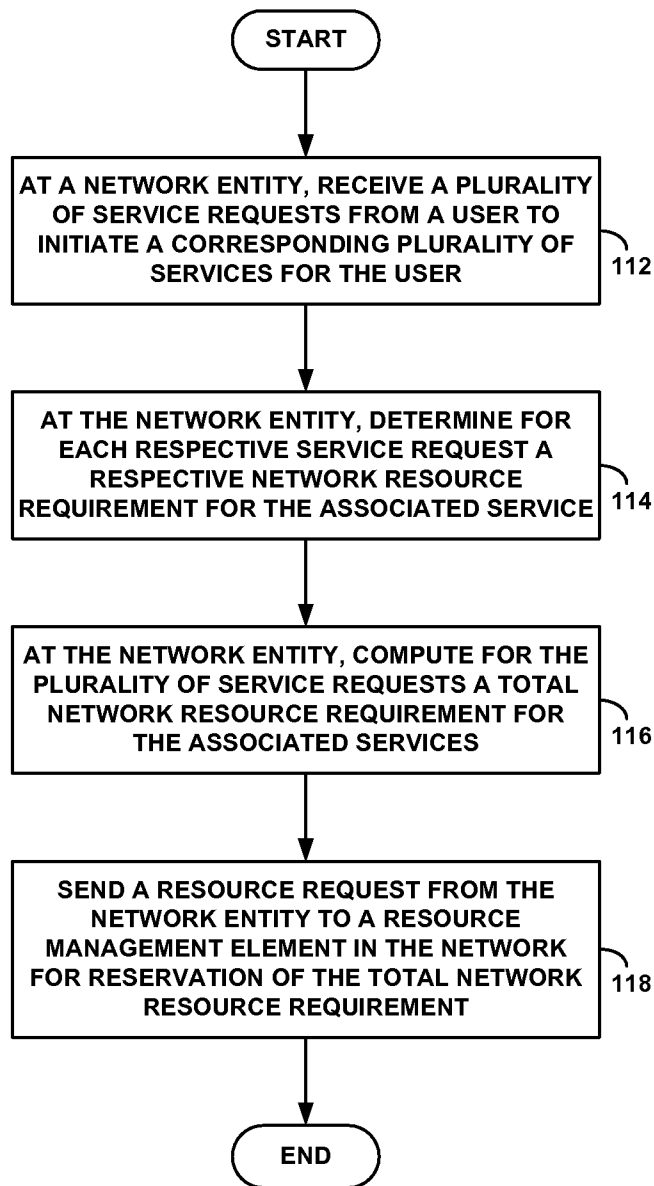 START
AT A NETWORK ENTITY, RECEIVE A PLURALITY
OF SERVICE REQUESTS FROM A USER TO
INITIATE A CORRESPONDING PLURALITY OF
SERVICES FOR THE USER
112
AT THE NETWORK ENTITY, DETERMINE FOR
EACH RESPECTIVE SERVICE REQUEST A
RESPECTIVE NETWORK RESOURCE
REQUIREMENT FOR THE ASSOCIATED SERVICE
114
AT THE NETWORK ENTITY, COMPUTE FOR THE
PLURALITY OF SERVICE REQUESTS A TOTAL
NETWORK RESOURCE REQUIREMENT FOR
THE ASSOCIATED SERVICES
116
SEND A RESOURCE REQUEST FROM THE
NETWORK ENTITY TO A RESOURCE
MANAGEMENT ELEMENT IN THE NETWORK
FOR RESERVATION OF THE TOTAL NETWORK
RESOURCE REQUIREMENT
118
END